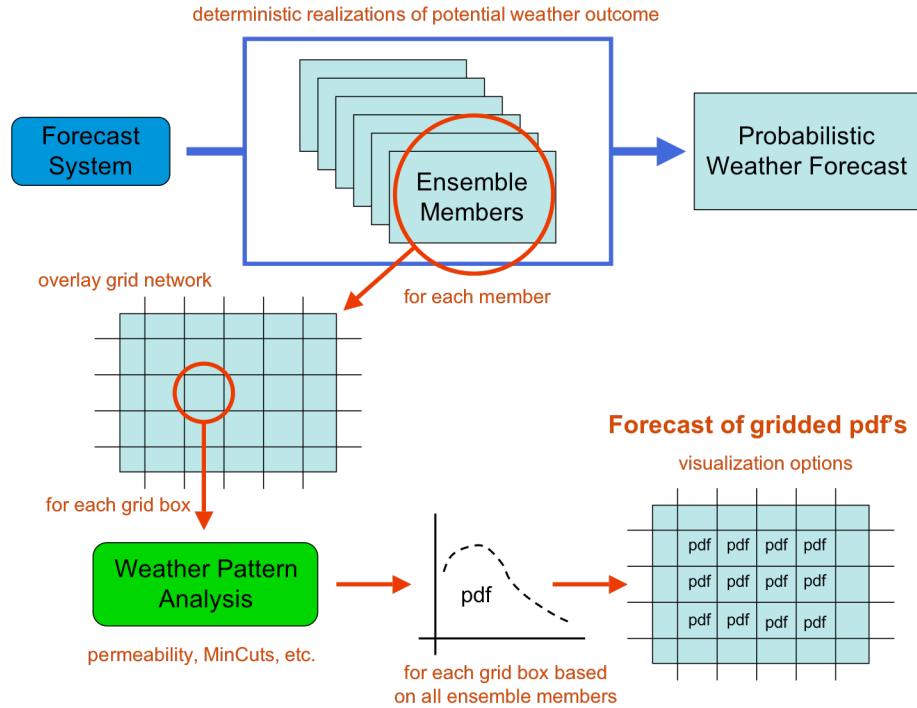 deterministic realizations of potential weather outcome
Forecast
System
Ensemble
Members
Probabilistic
Weather Forecast
overlay grid network
for each member
Forecast of gridded pdf's
visualization options
for each grid box
Weather Pattern
Analysis
permeability, MinCuts, etc.
pdf
for each grid box based
on all ensemble members
pdf pdf pdf pdf
pdf pdf pdf pdf
pdf pdf pdf pdf